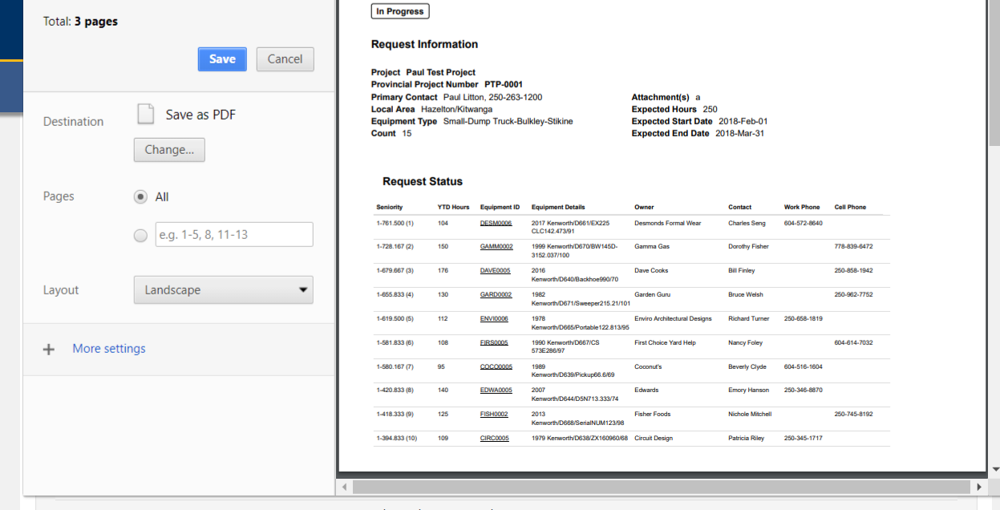 Total: 3 pages
Save Cancel
Destination Save as PDF
Change...
Pages All
e.g. 1-5, 8, 11-13
Layout Landscape
+ More settings
In Progress
Request Information
Project Paul Test Project
Provincial Project Number PTP-0001
Primary Contact Paul Litton, 250-263-1200 Attachment(s) a
Local Area Hazelton/Kitwanga Expected Hours 250
Equipment Type Small-Dump Truck-Bulkley-Stikine Expected Start Date 2018-Feb-01
Count 15 Expected End Date 2018-Mar-31
Request Status
Seniority YTD Hours Equipment ID Equipment Details Owner Contact Work Phone Cell Phone
1-761.500 (1) 104 DESM0006 2017 Kenworth/D661/EX225 Desmonds Formal Wear Charles Seng 604-572-8640
CLC142.473/91
1-728.167 (2) 150 GAMM0002 1999 Kenworth/D670/BW145D- Gamma Gas Dorothy Fisher 778-839-6472
3152.037/100
1-679.667 (3) 176 DAVE0005 2016 Dave Cooks Bill Finley 250-858-1942
Kenworth/D640/Backhoe990/70
1-655.833 (4) 130 GARD0002 1982 Garden Guru Bruce Welsh 250-962-7752
Kenworth/D671/Sweeper215.21/101
1-619.500 (5) 112 ENVI0006 1978 Enviro Architectural Designs Richard Turner 250-658-1819
Kenworth/D665/Portable122.813/95
1-581.833 (6) 108 FIRS0005 1990 Kenworth/D667/CS First Choice Yard Help Nancy Foley 604-614-7032
573E286/97
1-580.167 (7) 95 COCO0005 1989 Coconut's Beverly Clyde 604-516-1604
Kenworth/D639/Pickup66.6/69
1-420.833 (8) 140 EDWA0005 2007 Edwards Emory Hanson 250-346-8870
Kenworth/D644/D5N713.333/74
1-418.333 (9) 125 FISH0002 2013 Fisher Foods Nichole Mitchell 250-745-8192
Kenworth/D668/SerialNUM123/98
1-394.833 (10) 109 CIRC0005 1979 Kenworth/D638/ZX160960/68 Circuit Design Patricia Riley 250-345-1717